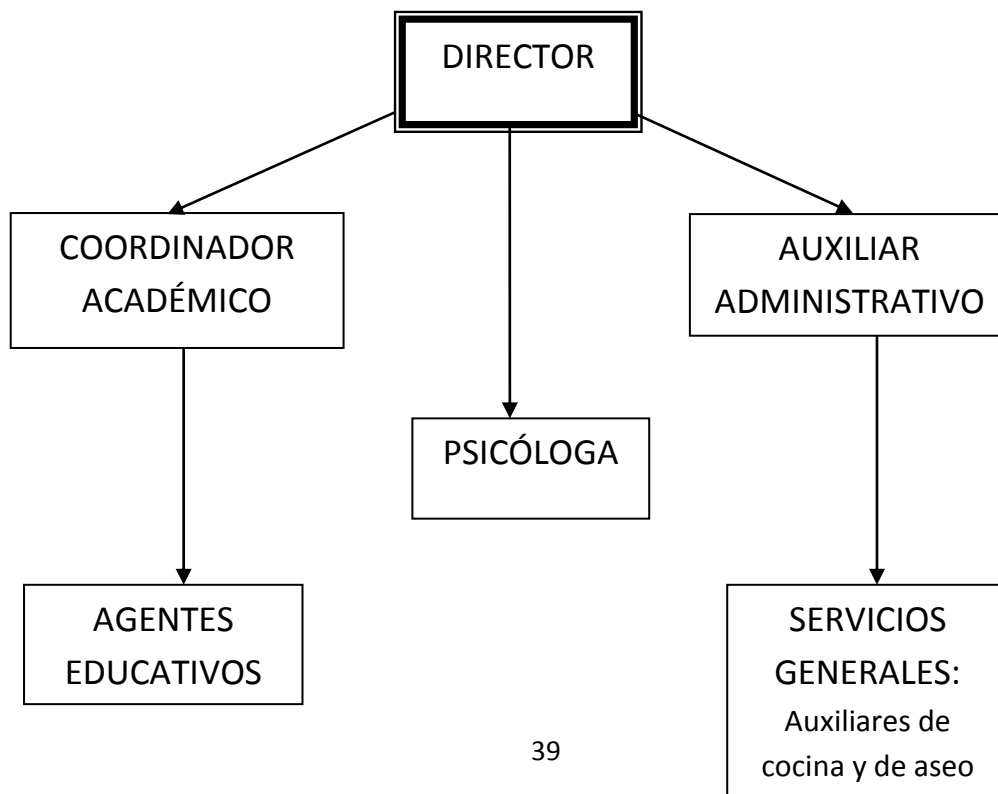 DIRECTOR
COORDINADOR
ACADÉMICO
AUXILIAR
ADMINISTRATIVO
PSICÓLOGA
AGENTES
EDUCATIVOS
SERVICIOS
GENERALES:
Auxiliares de
cocina y de aseo
39